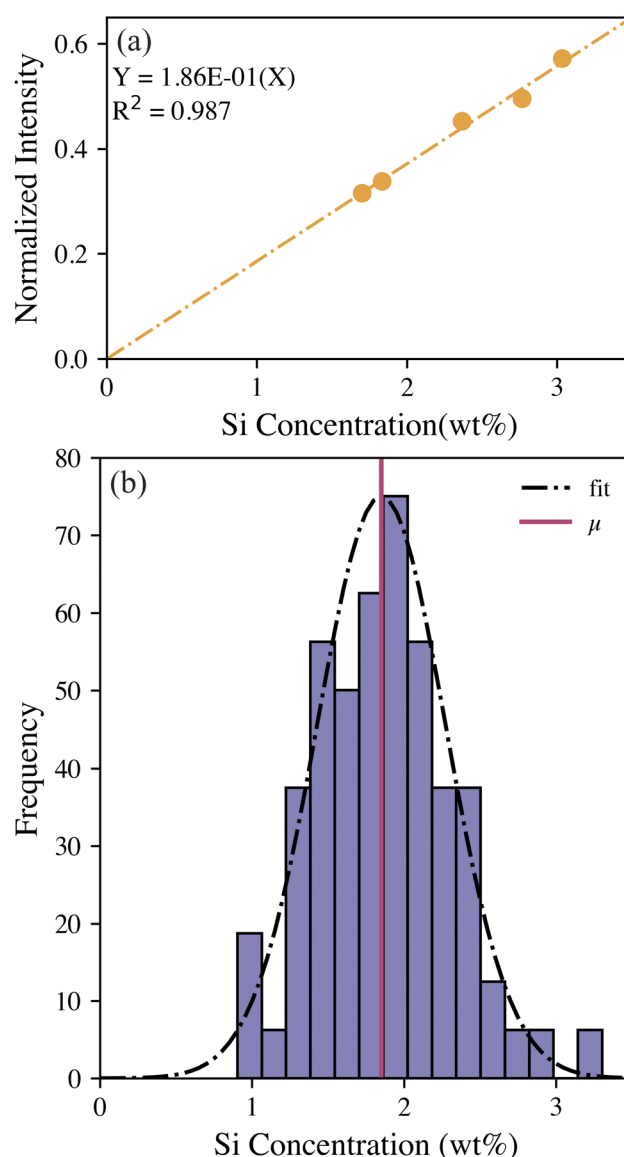 (a)
Y = 1.86E-01(X)
R² = 0.987
Normalized Intensity
0.6
0.4
0.2
0.0
0 1 2 3
Si Concentration(wt%)
(b)
fit
μ
Frequency
80
70
60
50
40
30
20
10
0
0 1 2 3
Si Concentration (wt%)